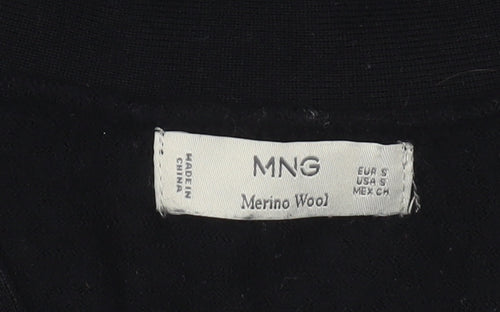 MADE IN
CHINA
MNG
Merino Wool
EUR S
USA S
MEX CH